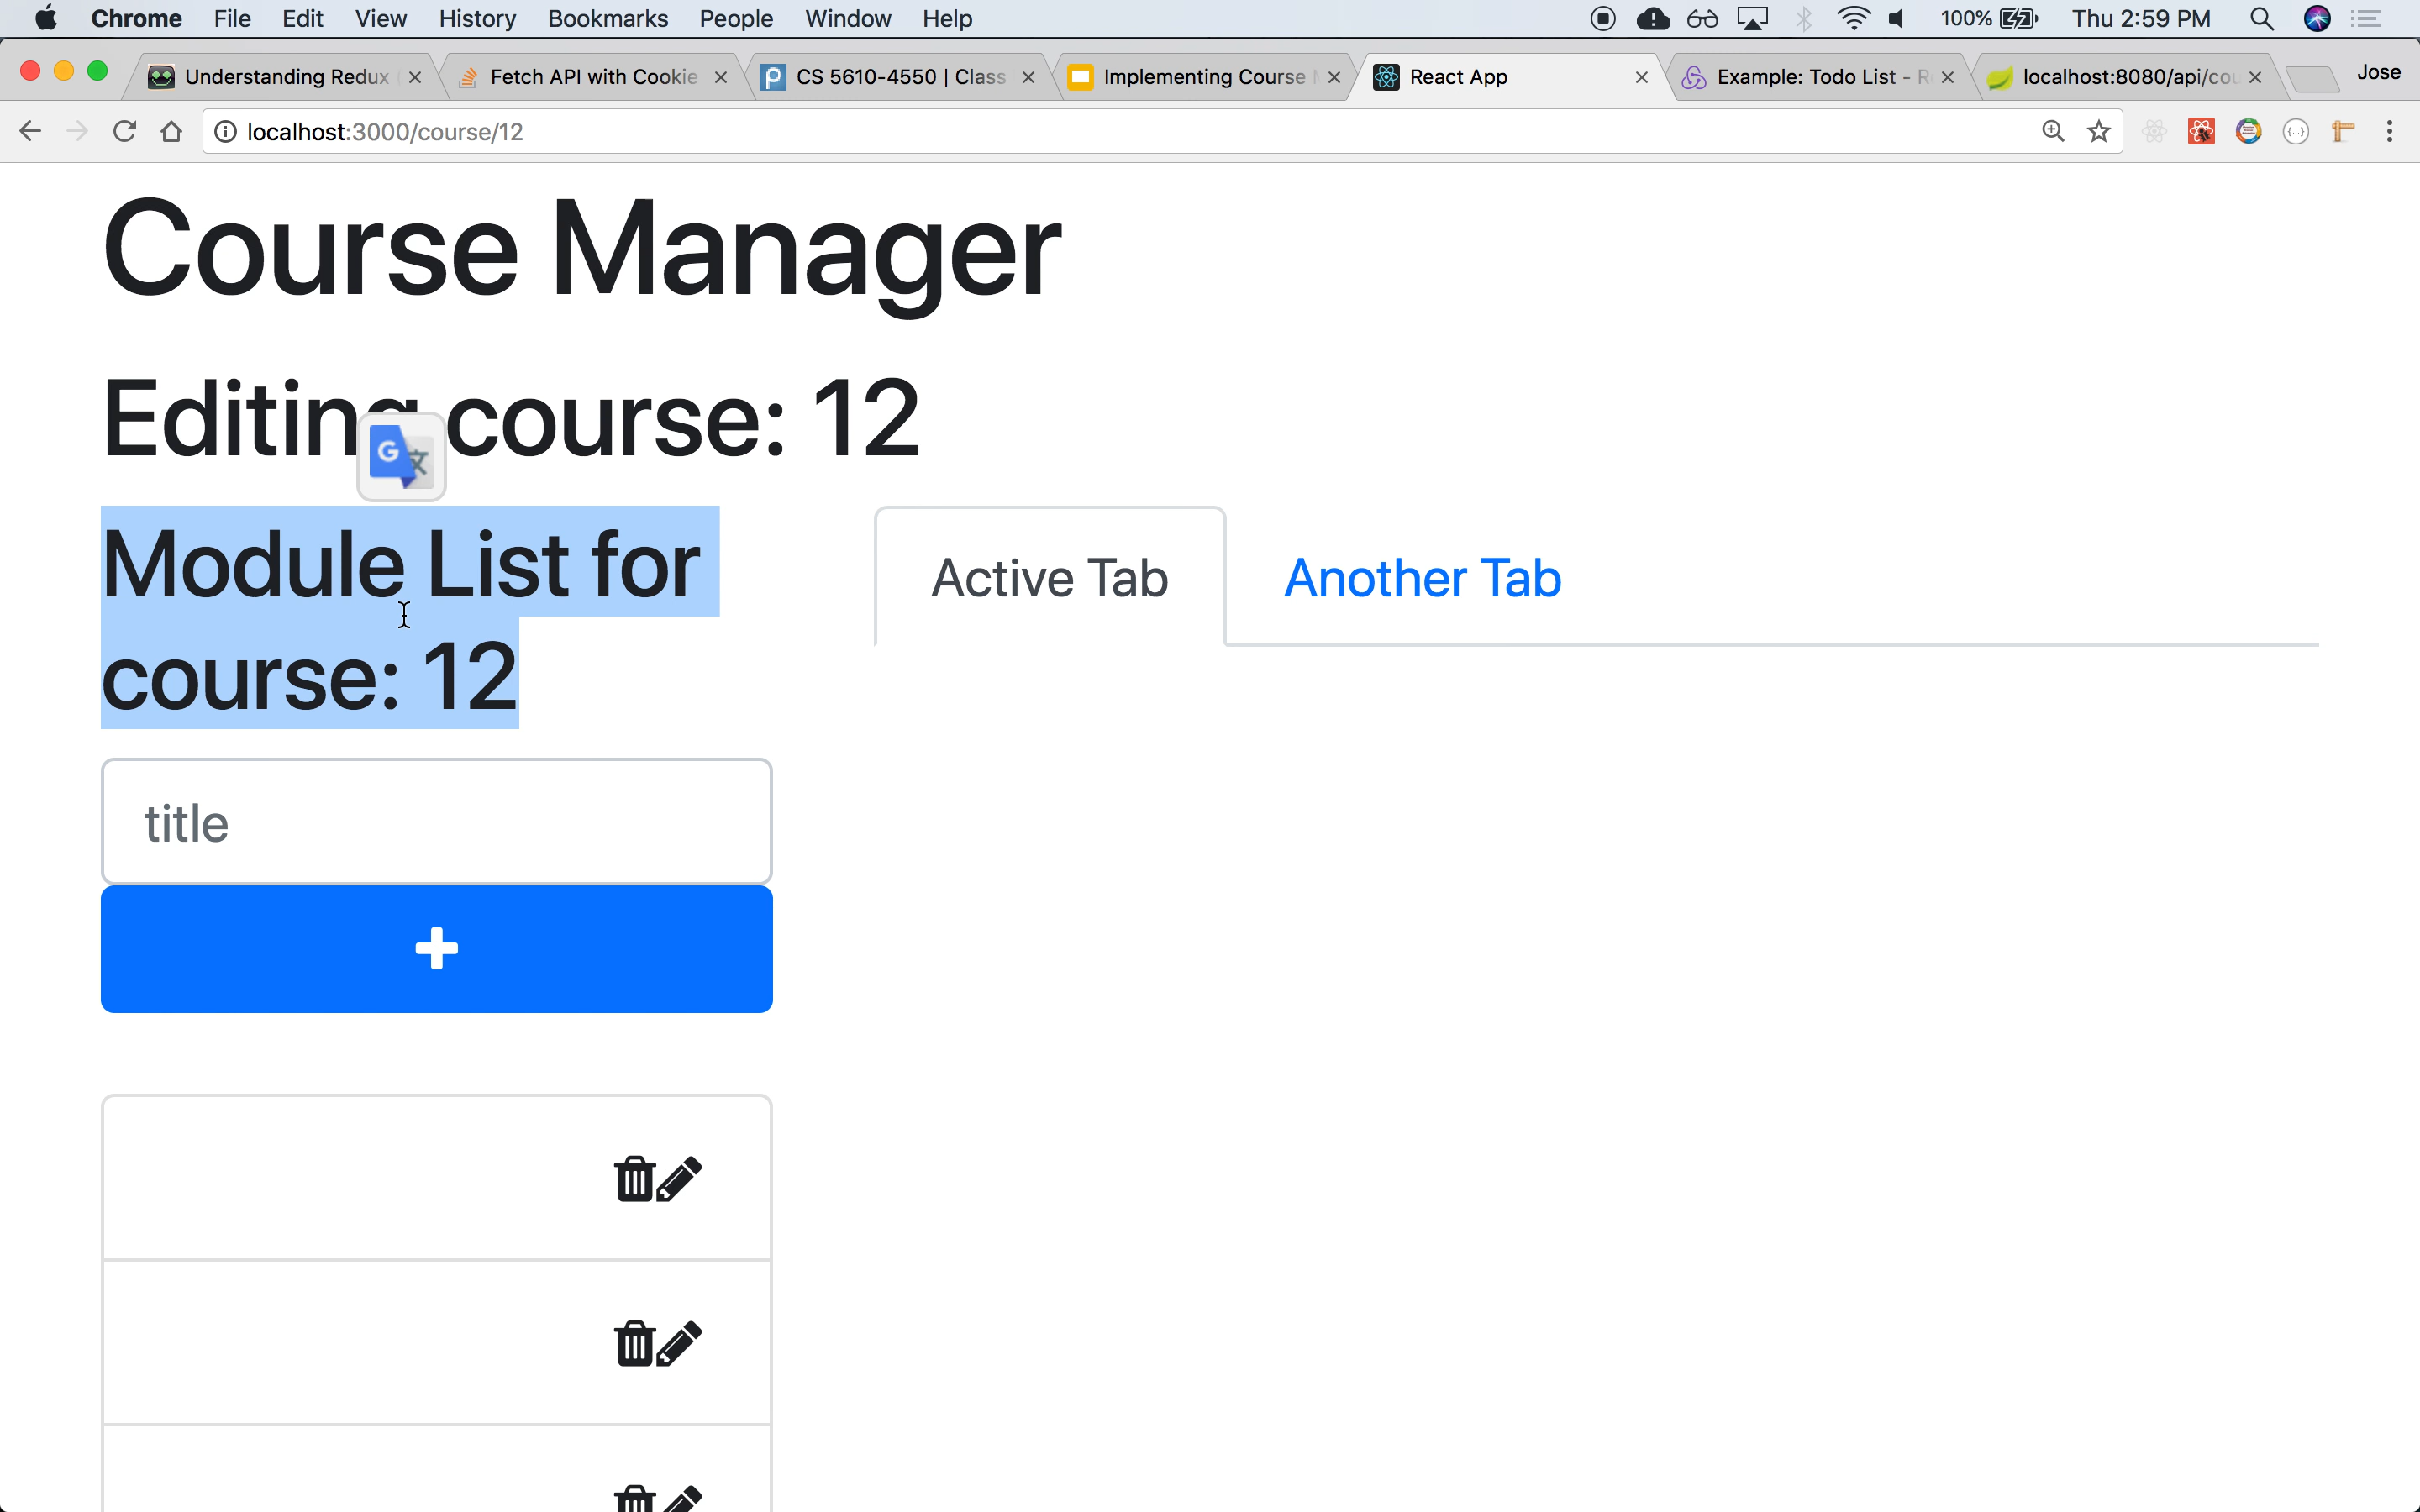 Chrome File Edit View History Bookmarks People Window Help 100% Thu 2:59 PM
Understanding Redux Fetch API with Cookie CS 5610-4550 | Class Implementing Course React App Example: Todo List - R localhost:8080/api/cou Jose
localhost:3000/course/12
Course Manager
Editing course: 12
Module List for
course: 12
Active Tab Another Tab
title